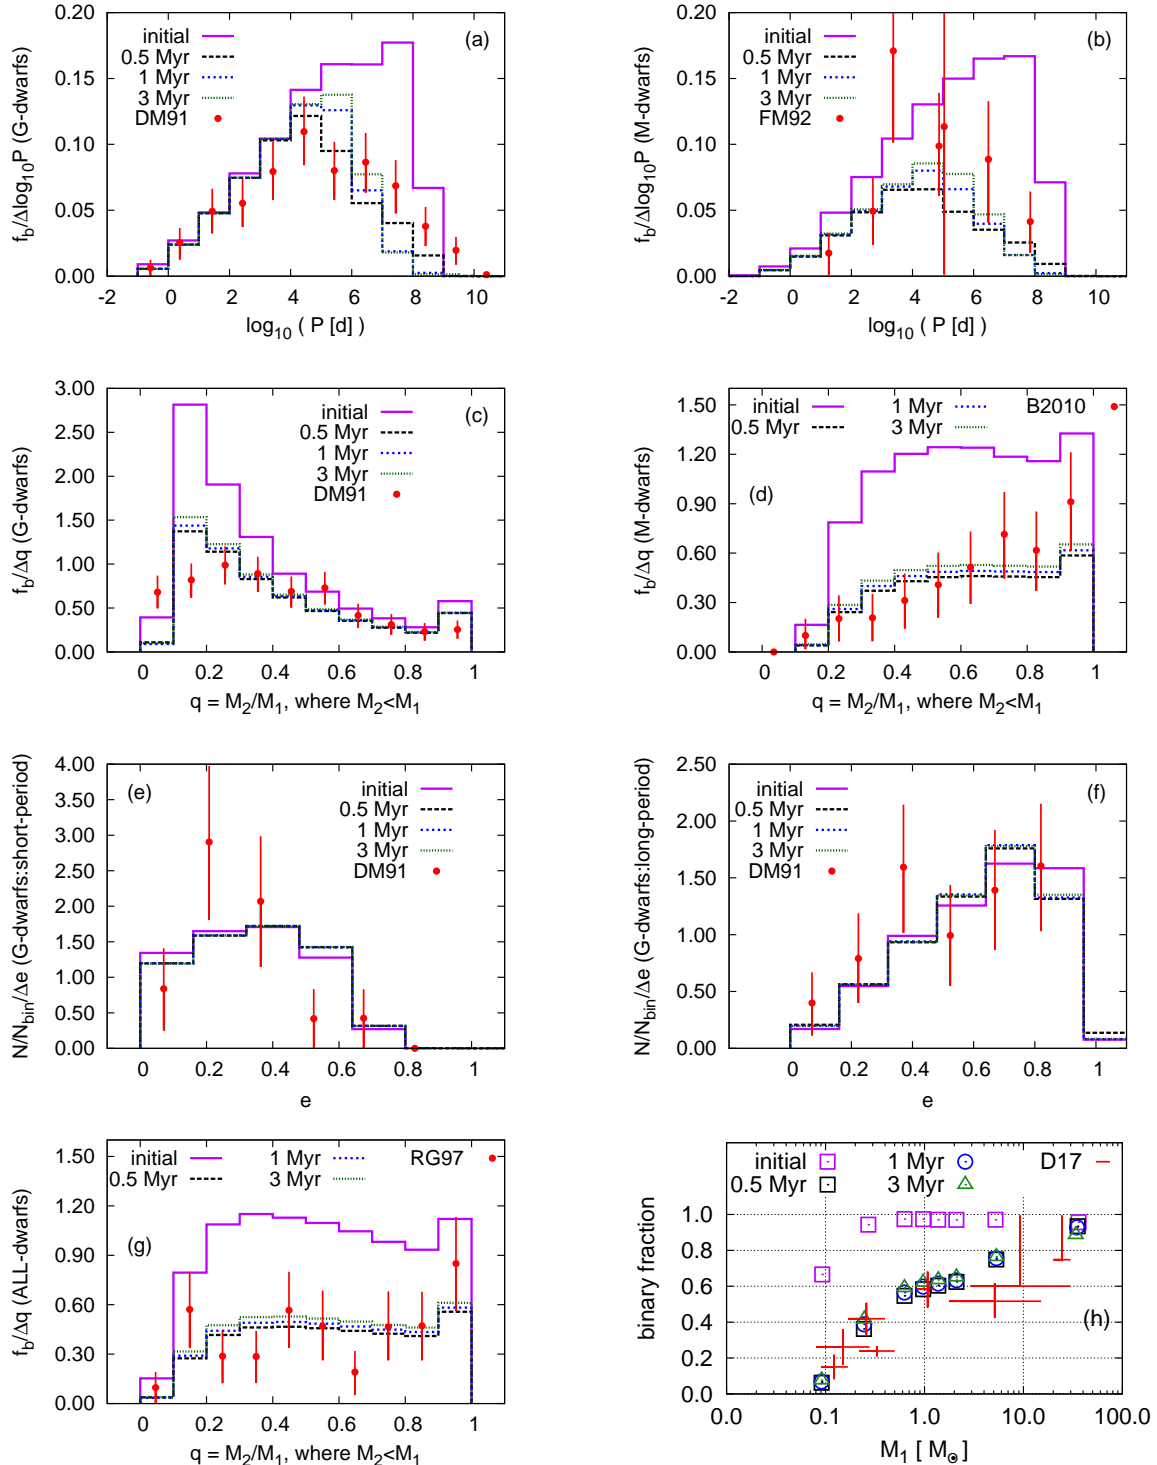 initial
0.5 Myr
1 Myr
3 Myr
DM91
(a)
0.20
0.15
0.10
0.05
0.00
f_b/Δlog₁₀P (G-dwarfs)
-2 0 2 4 6 8 10
log₁₀ ( P [d] )
initial
0.5 Myr
1 Myr
3 Myr
FM92
(b)
0.20
0.15
0.10
0.05
0.00
f_b/Δlog₁₀P (M-dwarfs)
-2 0 2 4 6 8 10
log₁₀ ( P [d] )
initial
0.5 Myr
1 Myr
3 Myr
DM91
(c)
3.00
2.50
2.00
1.50
1.00
0.50
0.00
f_b/Δq (G-dwarfs)
0 0.2 0.4 0.6 0.8 1
q = M₂/M₁, where M₂<M₁
initial 1 Myr B2010
0.5 Myr 3 Myr
(d)
1.50
1.20
0.90
0.60
0.30
0.00
f_b/Δq (M-dwarfs)
0 0.2 0.4 0.6 0.8 1
q = M₂/M₁, where M₂<M₁
(e)
initial
0.5 Myr
1 Myr
3 Myr
DM91
4.00
3.50
3.00
2.50
2.00
1.50
1.00
0.50
0.00
N/N_bin/Δe (G-dwarfs:short-period)
0 0.2 0.4 0.6 0.8 1
e
initial
0.5 Myr
1 Myr
3 Myr
DM91
(f)
2.50
2.00
1.50
1.00
0.50
0.00
N/N_bin/Δe (G-dwarfs:long-period)
0 0.2 0.4 0.6 0.8 1
e
initial 1 Myr RG97
0.5 Myr 3 Myr
(g)
1.50
1.20
0.90
0.60
0.30
0.00
f_b/Δq (ALL-dwarfs)
0 0.2 0.4 0.6 0.8 1
q = M₂/M₁, where M₂<M₁
initial 1 Myr D17
0.5 Myr 3 Myr
(h)
1.0
0.8
0.6
0.4
0.2
0.0
binary fraction
0.0 0.1 1.0 10.0 100.0
M₁ [ M_⊙ ]